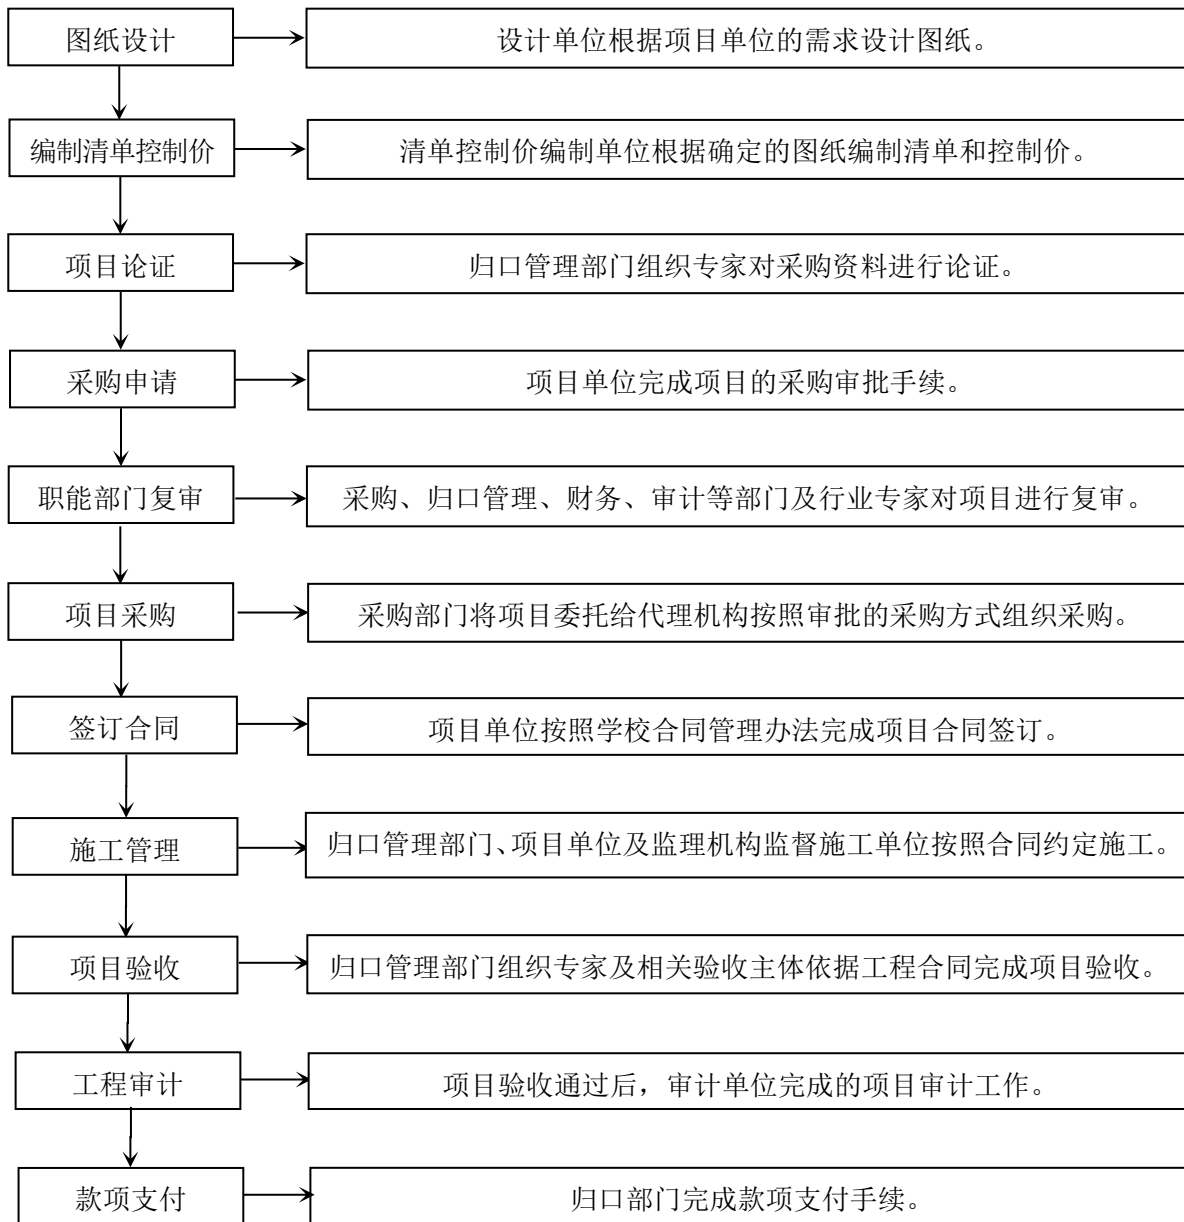 图纸设计
设计单位根据项目单位的需求设计图纸。
编制清单控制价
清单控制价编制单位根据确定的图纸编制清单和控制价。
项目论证
归口管理部门组织专家对采购资料进行论证。
采购申请
项目单位完成项目的采购审批手续。
职能部门复审
采购、归口管理、财务、审计等部门及行业专家对项目进行复审。
项目采购
采购部门将项目委托给代理机构按照审批的采购方式组织采购。
签订合同
项目单位按照学校合同管理办法完成项目合同签订。
施工管理
归口管理部门、项目单位及监理机构监督施工单位按照合同约定施工。
项目验收
归口管理部门组织专家及相关验收主体依据工程合同完成项目验收。
工程审计
项目验收通过后，审计单位完成的项目审计工作。
款项支付
归口部门完成款项支付手续。